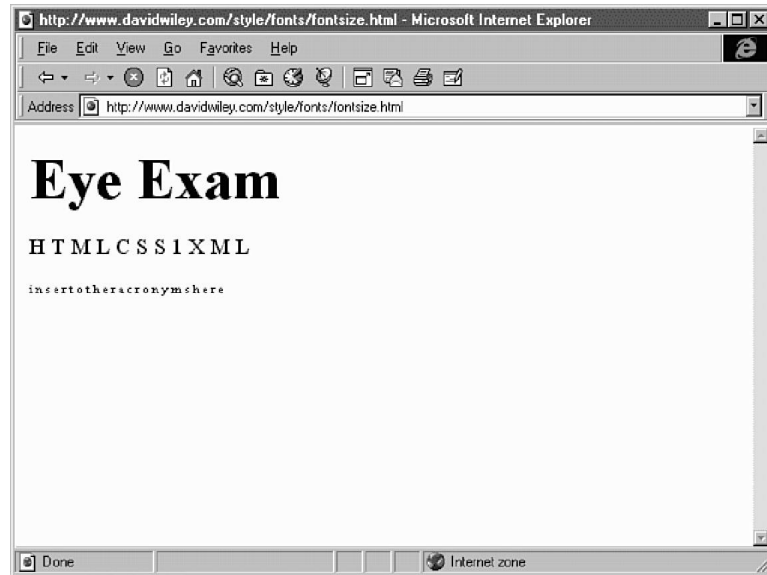 http://www.davidwiley.com/style/fonts/fontsize.html - Microsoft Internet Explorer
File Edit View Go Favorites Help
Address http://www.davidwiley.com/style/fonts/fontsize.html
Eye Exam
H T M L C S S 1 X M L
i n s e r t o t h e r a c r o n y m s h e r e
Done Internet zone